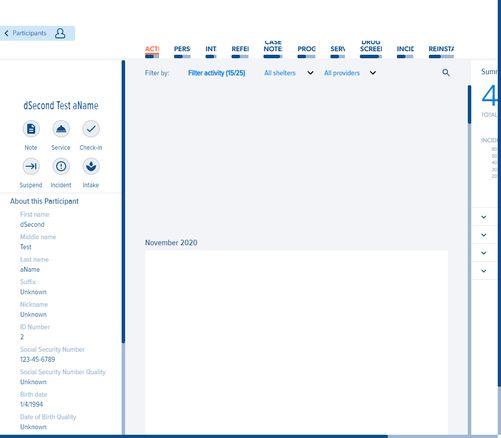 Participants
ACTI
PERS
INT
REFEI
CASE
NOTE
PROG
SERV
DRUG
SCREEI
INCID
REINSTA
Filter by:
Filter activity (15/25)
All shelters
All providers
Summ
4
TOTAL
INCIDE
dSecond Test aName
Note
Service
Check-in
Suspend
Incident
Intake
About this Participant
First name
dSecond
Middle name
Test
Last name
aName
Suffix
Unknown
Nickname
Unknown
ID Number
2
Social Security Number
123-45-6789
Social Security Number Quality
Unknown
Birth date
1/4/1994
Date of Birth Quality
Unknown
November 2020